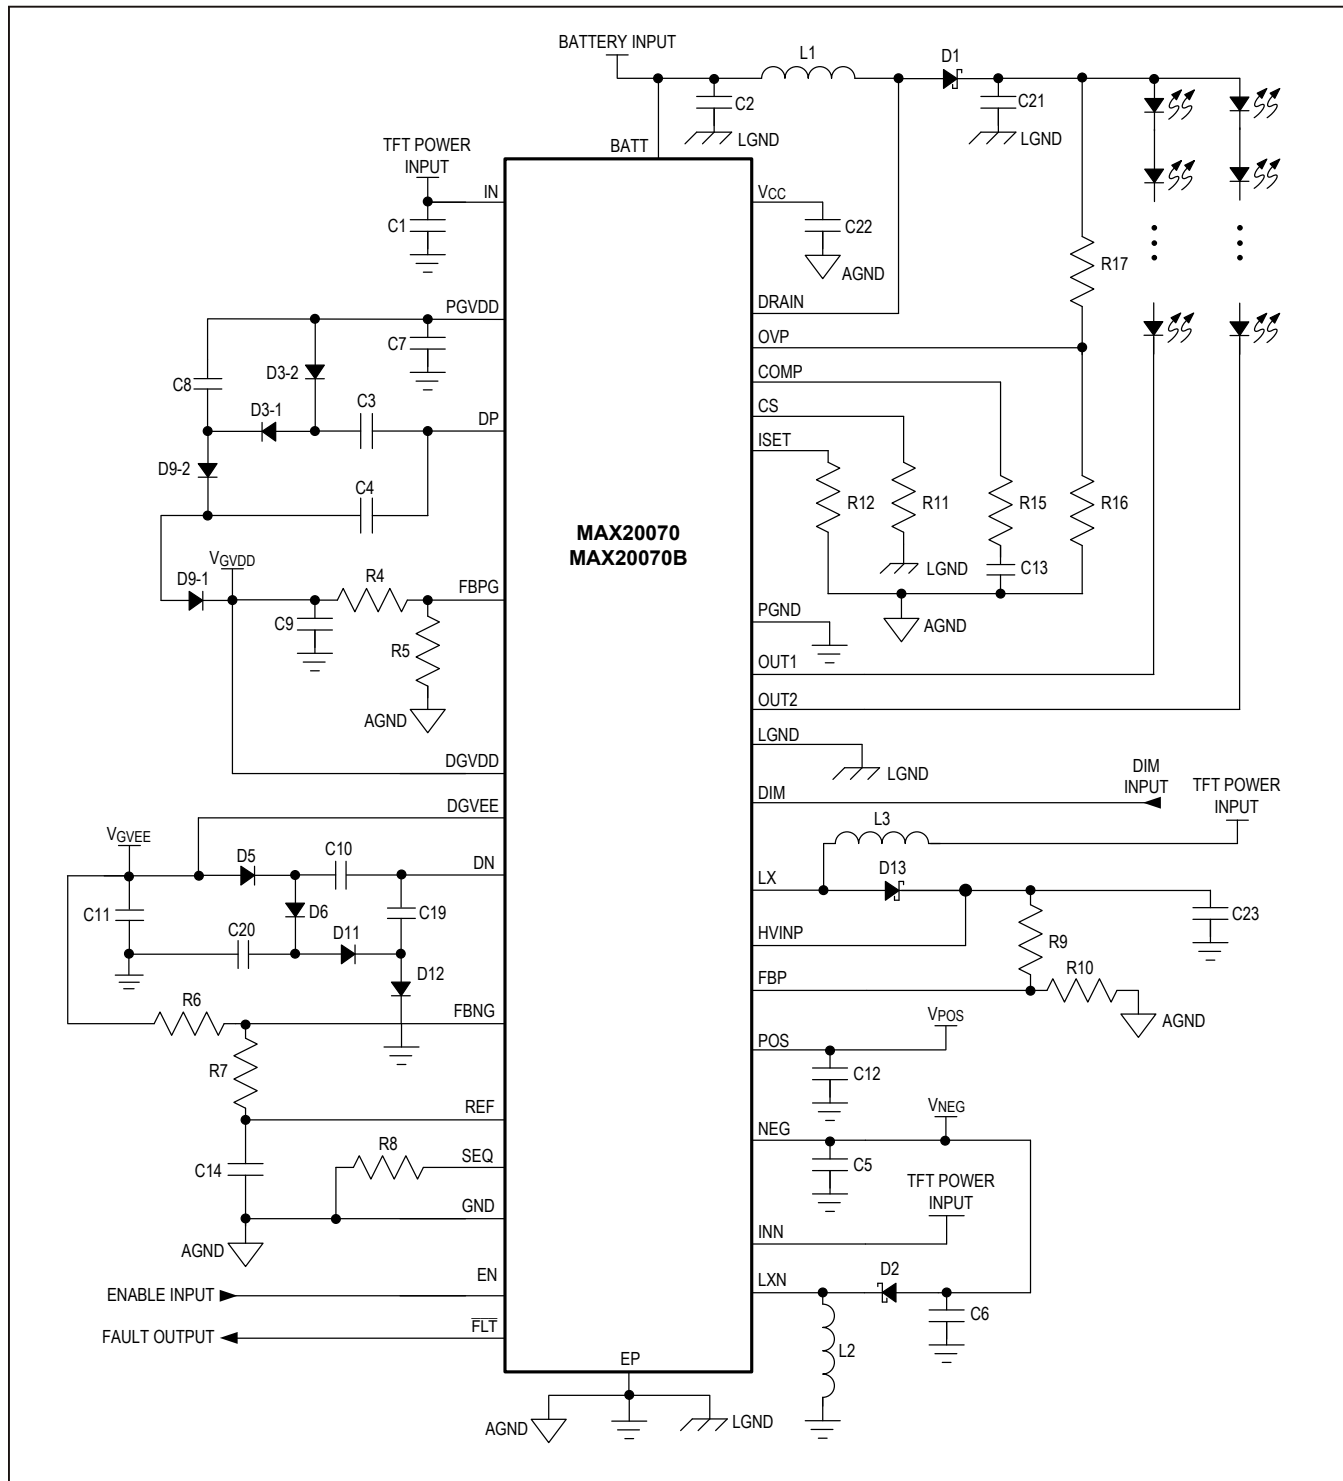 BATTERY INPUT
L1
D1
C2
LGND
C21
LGND
TFT POWER
INPUT
BATT
IN
C1
VCC
C22
AGND
R17
PGVDD
C7
DRAIN
OVP
C8
D3-2
COMP
D3-1
C3
DP
CS
ISET
D9-2
C4
R12
R11
R15
R16
MAX20070
MAX20070B
VGVDD
LGND
C13
D9-1
R4
FBPG
C9
PGND
AGND
R5
OUT1
AGND
OUT2
DGVDD
LGND
LGND
DIM
INPUT
TFT POWER
INPUT
DGVEE
DIM
VGVEE
L3
D5
C10
DN
LX
D13
C11
D6
C19
C23
C20
D11
HVINP
R9
D12
FBP
R10
R6
FBNG
VPOS
AGND
POS
R7
C12
REF
VNEG
NEG
R8
C14
SEQ
C5
TFT POWER
INPUT
GND
INN
AGND
EN
LXN
D2
ENABLE INPUT
C6
FAULT OUTPUT
FLT
L2
EP
AGND
LGND